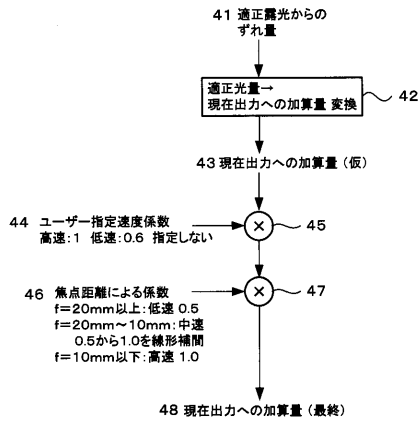 41 適正露光からの
ずれ量
適正光量→
現在出力への加算量 変換
42
43 現在出力への加算量 (仮)
44 ユーザー指定速度係数
高速:1 低速:0.6 指定しない
×
45
46 焦点距離による係数
f=20mm以上:低速 0.5
f=20mm～10mm:中速
0.5から1.0を線形補間
f=10mm以下:高速 1.0
×
47
48 現在出力への加算量 (最終)